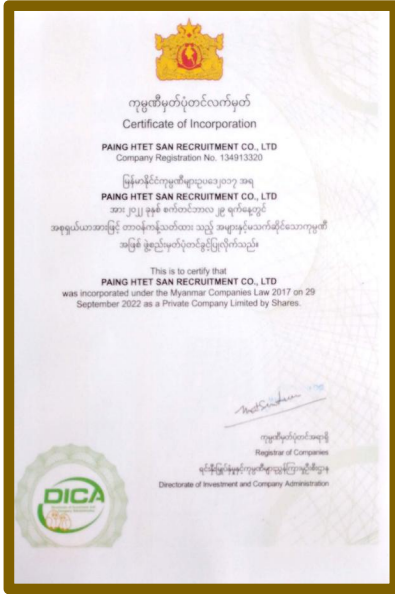 ကုမ္ပဏီမှတ်ပုံတင်လက်မှတ်
Certificate of Incorporation
PAING HTET SAN RECRUITMENT CO., LTD
Company Registration No. 134913320
မြန်မာနိုင်ငံကုမ္ပဏီများဥပဒေ၂၀၁၇ အရ
PAING HTET SAN RECRUITMENT CO., LTD
အား ၂၀၂၂ ခုနှစ် စက်တင်ဘာလ ၂၉ ရက်နေ့တွင်
အစုရှယ်ယာအားဖြင့် တာဝန်ကန့်သတ်ထား သည့် အများနှင့်မသက်ဆိုင်သောကုမ္ပဏီ
အဖြစ် ဖွဲ့စည်းမှတ်ပုံတင်ခွင့်ပြုလိုက်သည်။
This is to certify that
PAING HTET SAN RECRUITMENT CO., LTD
was incorporated under the Myanmar Companies Law 2017 on 29
September 2022 as a Private Company Limited by Shares.
ကုမ္ပဏီမှတ်ပုံတင်အရာရှိ
Registrar of Companies
ရင်းနှီးမြှုပ်နှံမှုနှင့်ကုမ္ပဏီများညွှန်ကြားမှုဦးစီးဌာန
Directorate of Investment and Company Administration
DICA